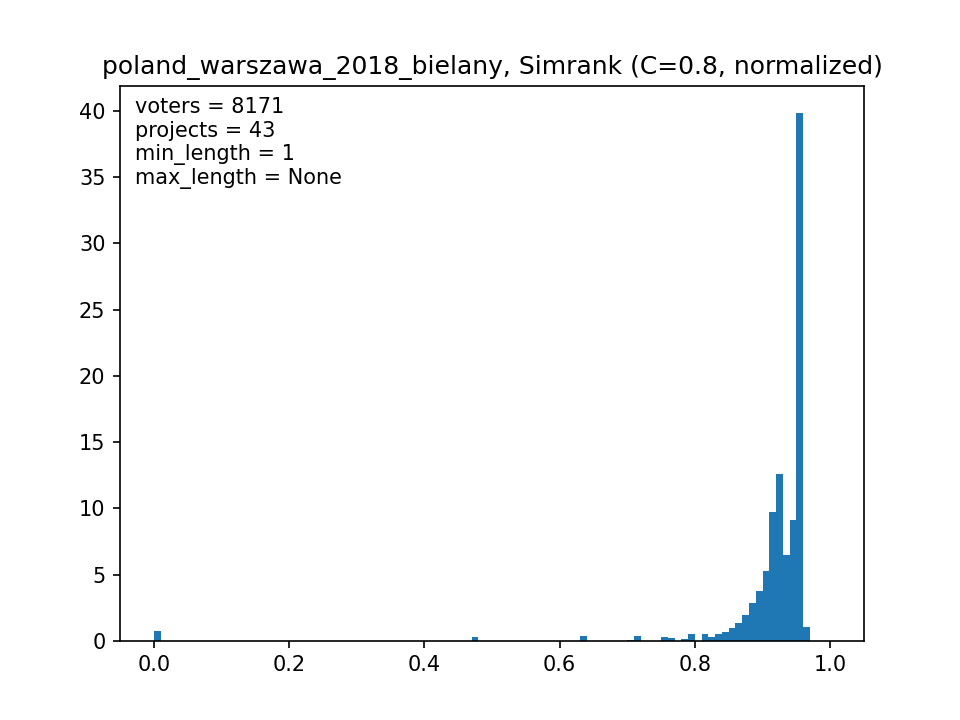 poland_warszawa_2018_bielany, Simrank (C=0.8, normalized)
voters = 8171
projects = 43
min_length = 1
max_length = None
40
35
30
25
20
15
10
5
0
0.0 0.2 0.4 0.6 0.8 1.0